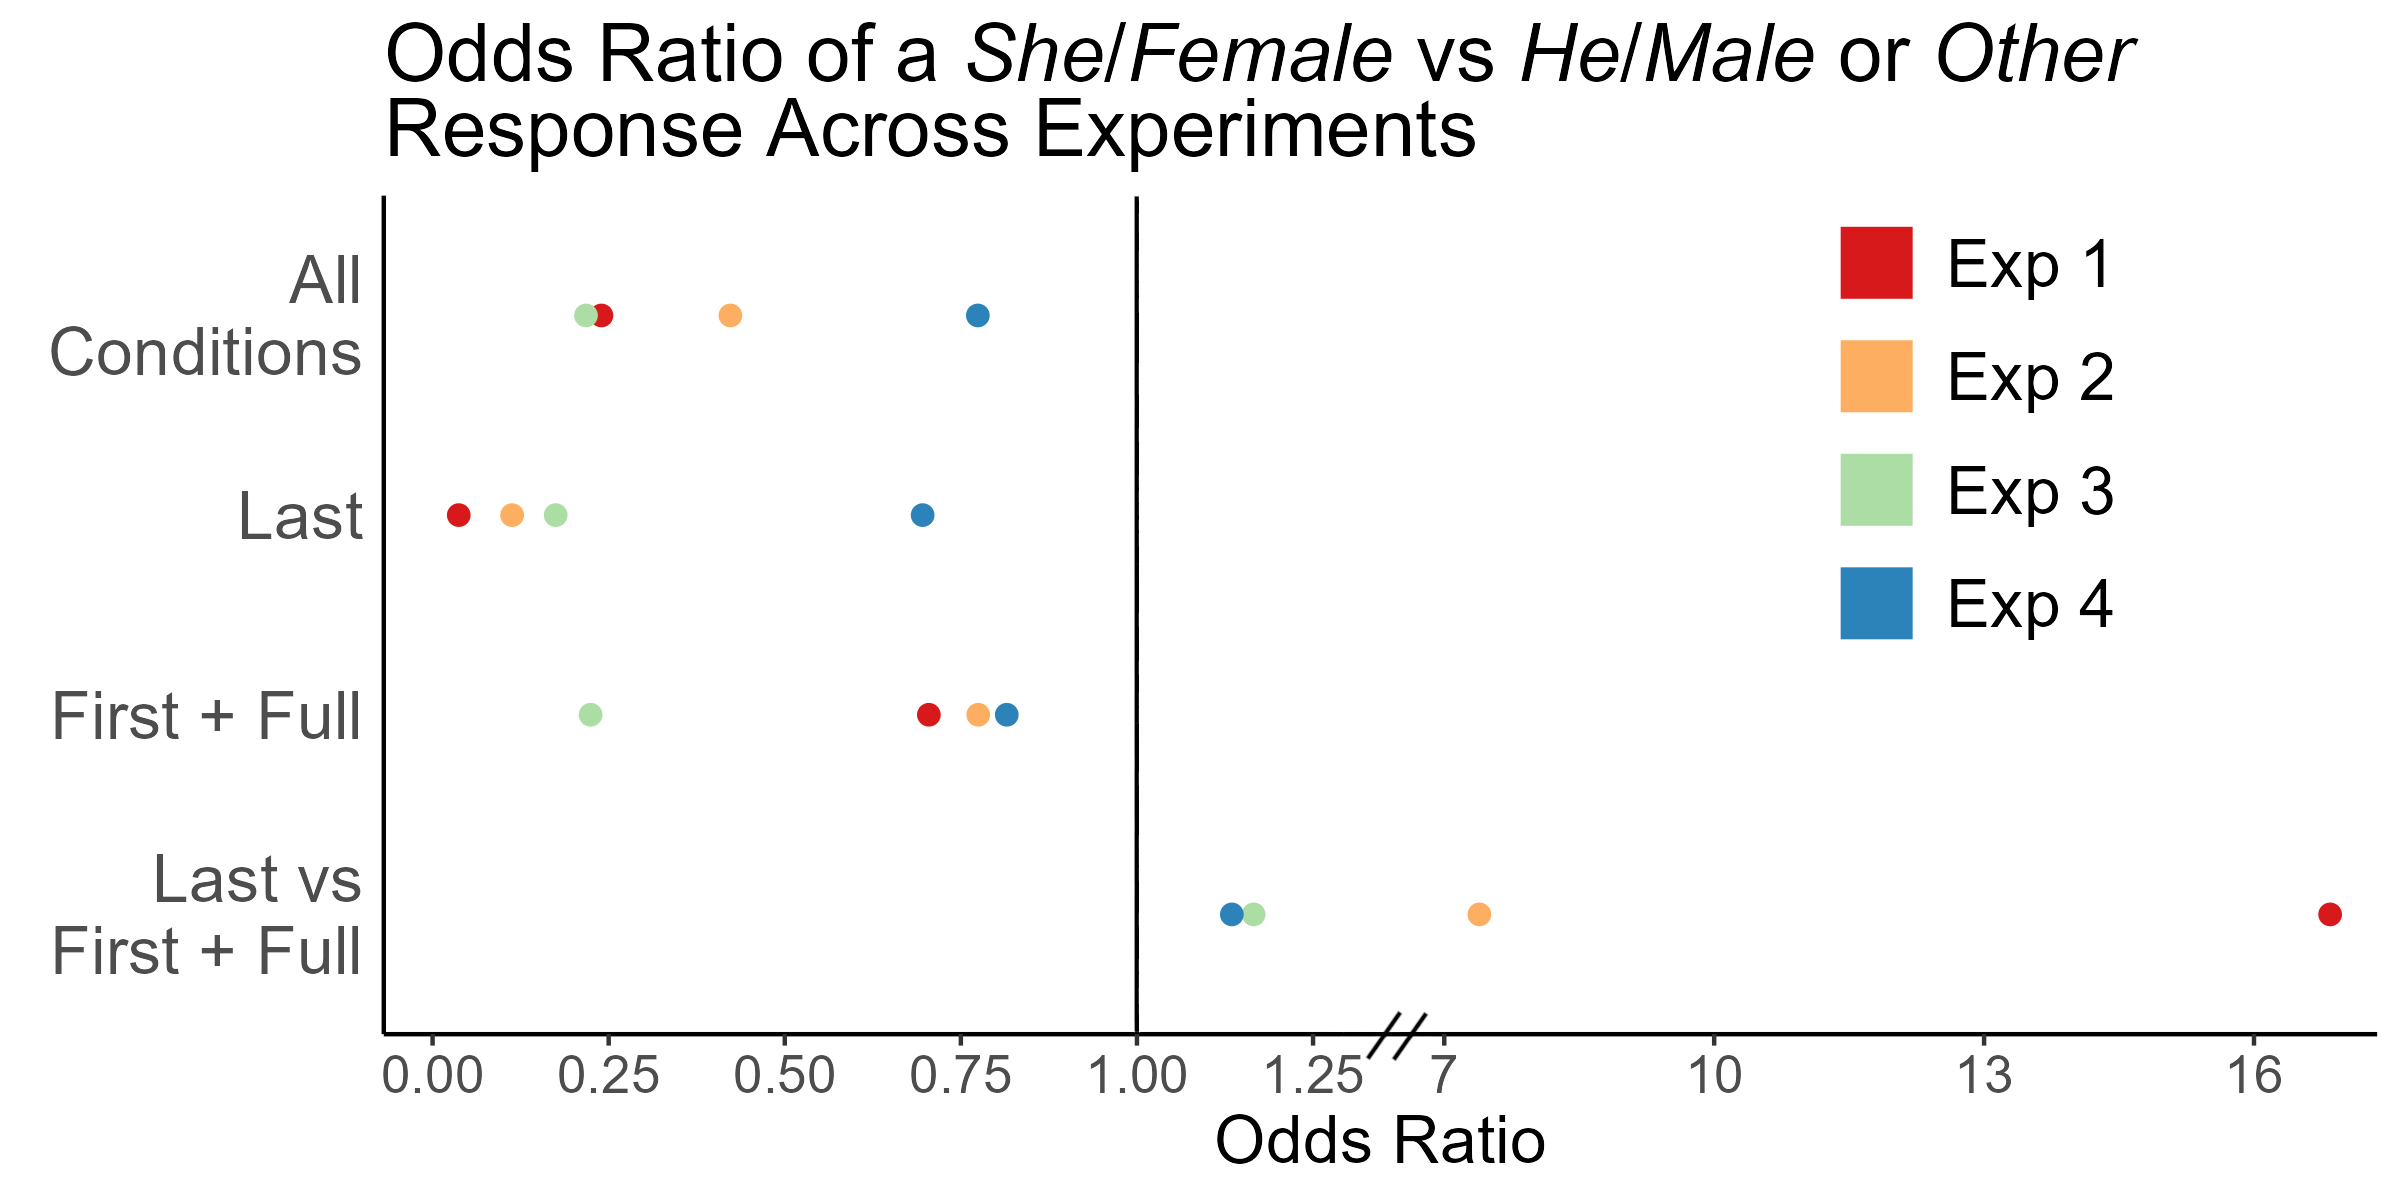 Odds Ratio of a She/Female vs He/Male or Other
Response Across Experiments
All
Conditions
Last
First + Full
Last vs
First + Full
Exp 1
Exp 2
Exp 3
Exp 4
0.00 0.25 0.50 0.75 1.00 1.25 7 10 13 16
Odds Ratio